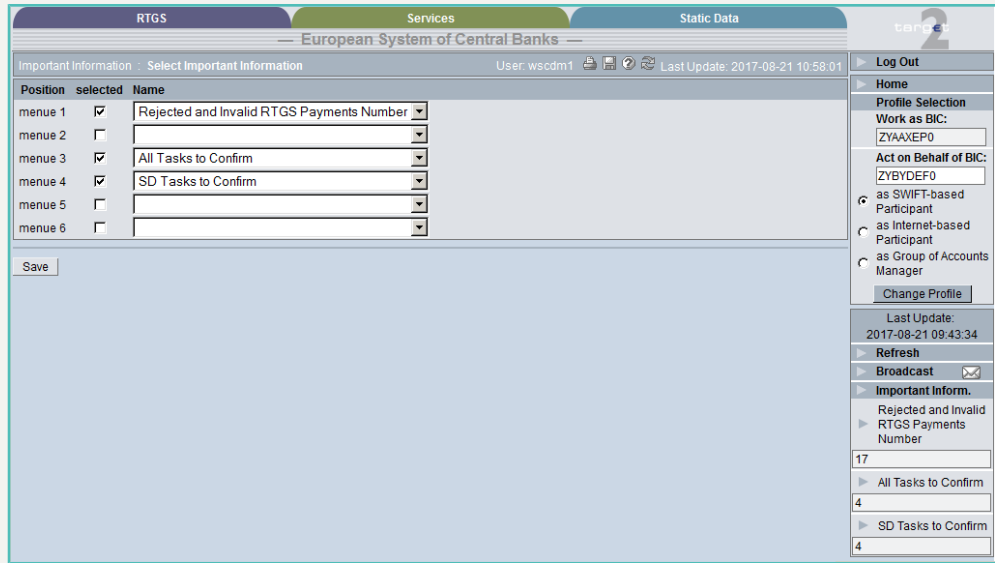 RTGS
Services
Static Data
— European System of Central Banks —
target
2
Important Information : Select Important Information
User: wscdm1
Last Update: 2017-08-21 10:58:01
Position selected Name
menue 1 Rejected and Invalid RTGS Payments Number
menue 2
menue 3 All Tasks to Confirm
menue 4 SD Tasks to Confirm
menue 5
menue 6
Save
Log Out
Home
Profile Selection
Work as BIC:
ZYAAXEP0
Act on Behalf of BIC:
ZYBYDEF0
as SWIFT-based
Participant
as Internet-based
Participant
as Group of Accounts
Manager
Change Profile
Last Update:
2017-08-21 09:43:34
Refresh
Broadcast
Important Inform.
Rejected and Invalid
RTGS Payments
Number
17
All Tasks to Confirm
4
SD Tasks to Confirm
4